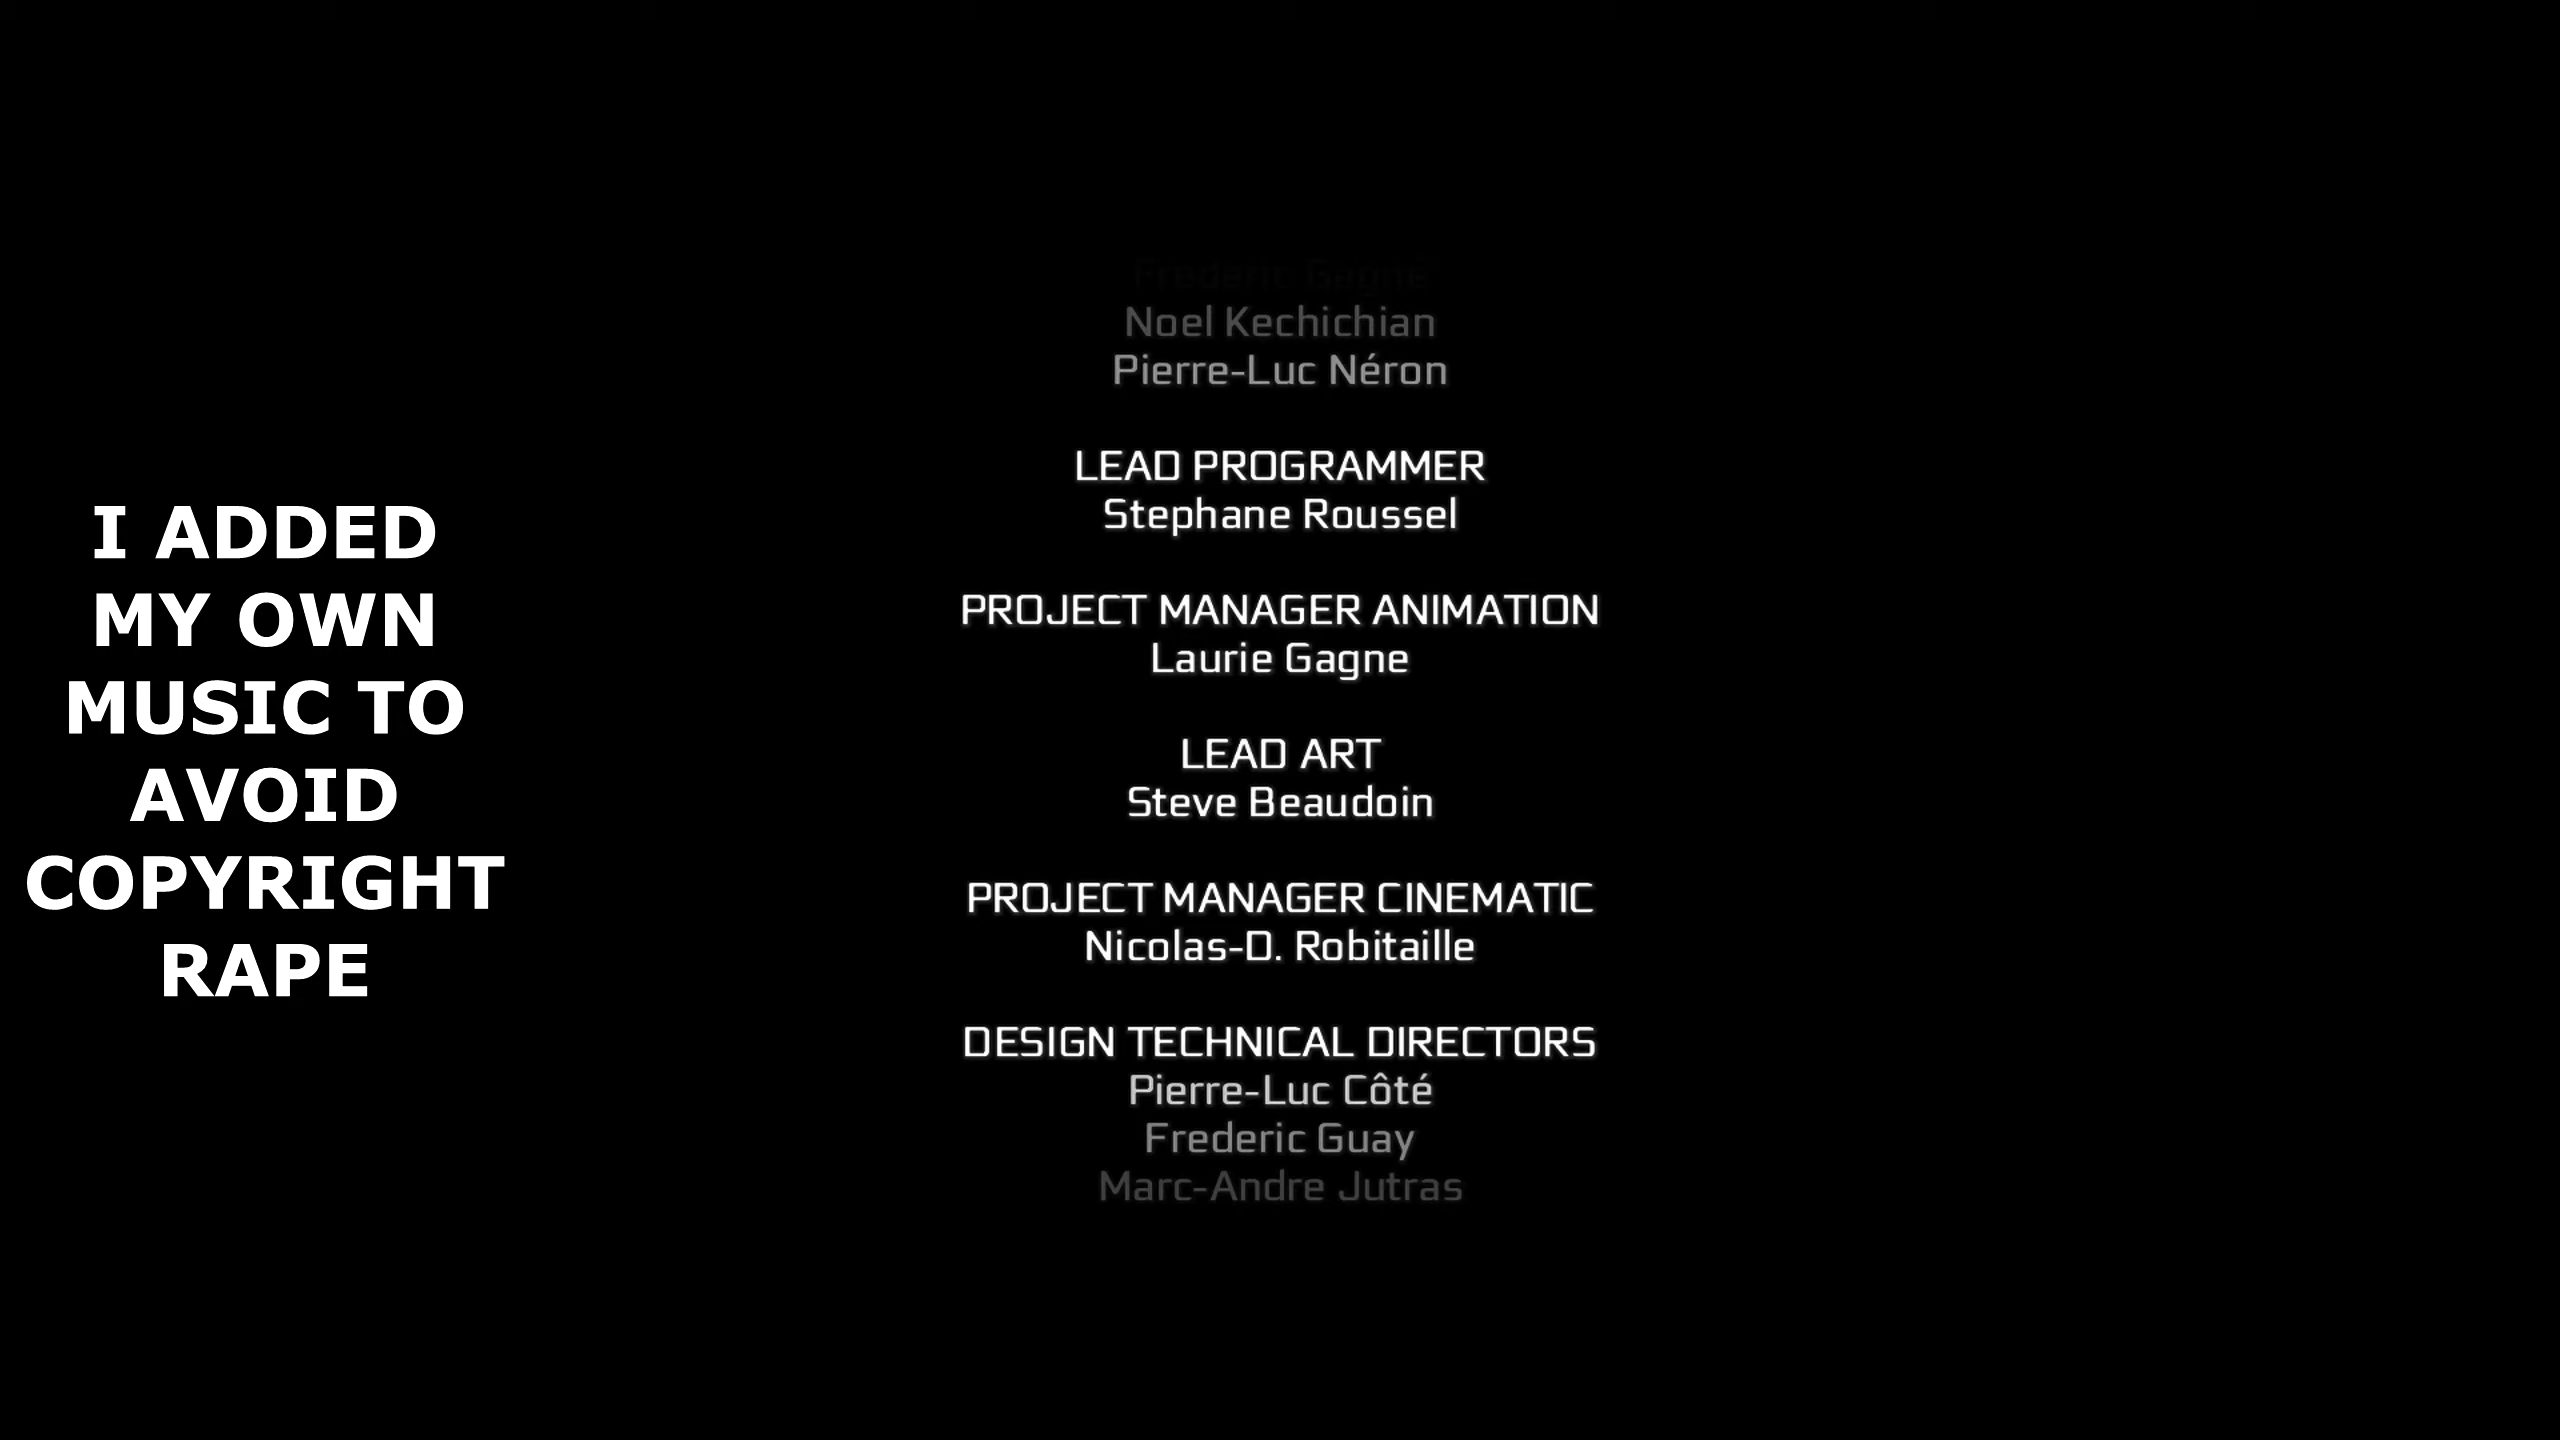 I ADDED
MY OWN
MUSIC TO
AVOID
COPYRIGHT
RAPE
Frederic Gagné
Noel Kechichian
Pierre-Luc Néron
LEAD PROGRAMMER
Stephane Roussel
PROJECT MANAGER ANIMATION
Laurie Gagne
LEAD ART
Steve Beaudoin
PROJECT MANAGER CINEMATIC
Nicolas-D. Robitaille
DESIGN TECHNICAL DIRECTORS
Pierre-Luc Côté
Frederic Guay
Marc-Andre Jutras